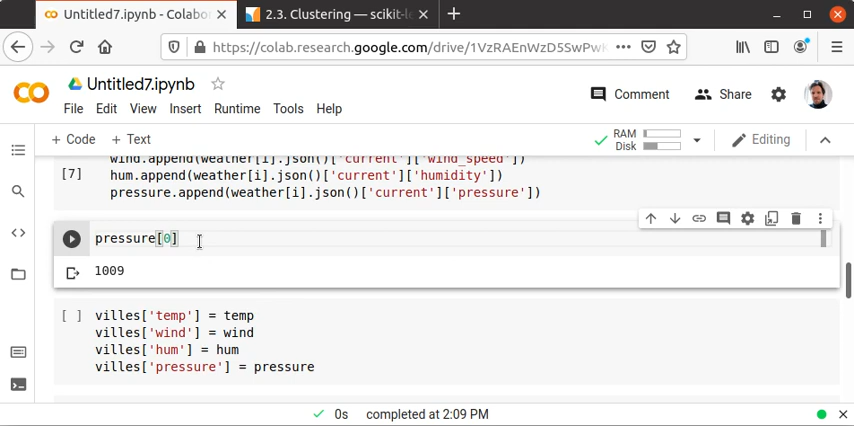 Untitled7.ipynb - Colabo
2.3. Clustering — scikit-le
https://colab.research.google.com/drive/1VzRAEnWzD5SwPwK
Untitled7.ipynb
File Edit View Insert Runtime Tools Help
Comment Share
+ Code + Text
RAM
Disk
Editing
wind.append(weather[i].json()['current']['wind_speed'])
[7] hum.append(weather[i].json()['current']['humidity'])
pressure.append(weather[i].json()['current']['pressure'])
pressure[0]
1009
[ ] villes['temp'] = temp
villes['wind'] = wind
villes['hum'] = hum
villes['pressure'] = pressure
0s completed at 2:09 PM